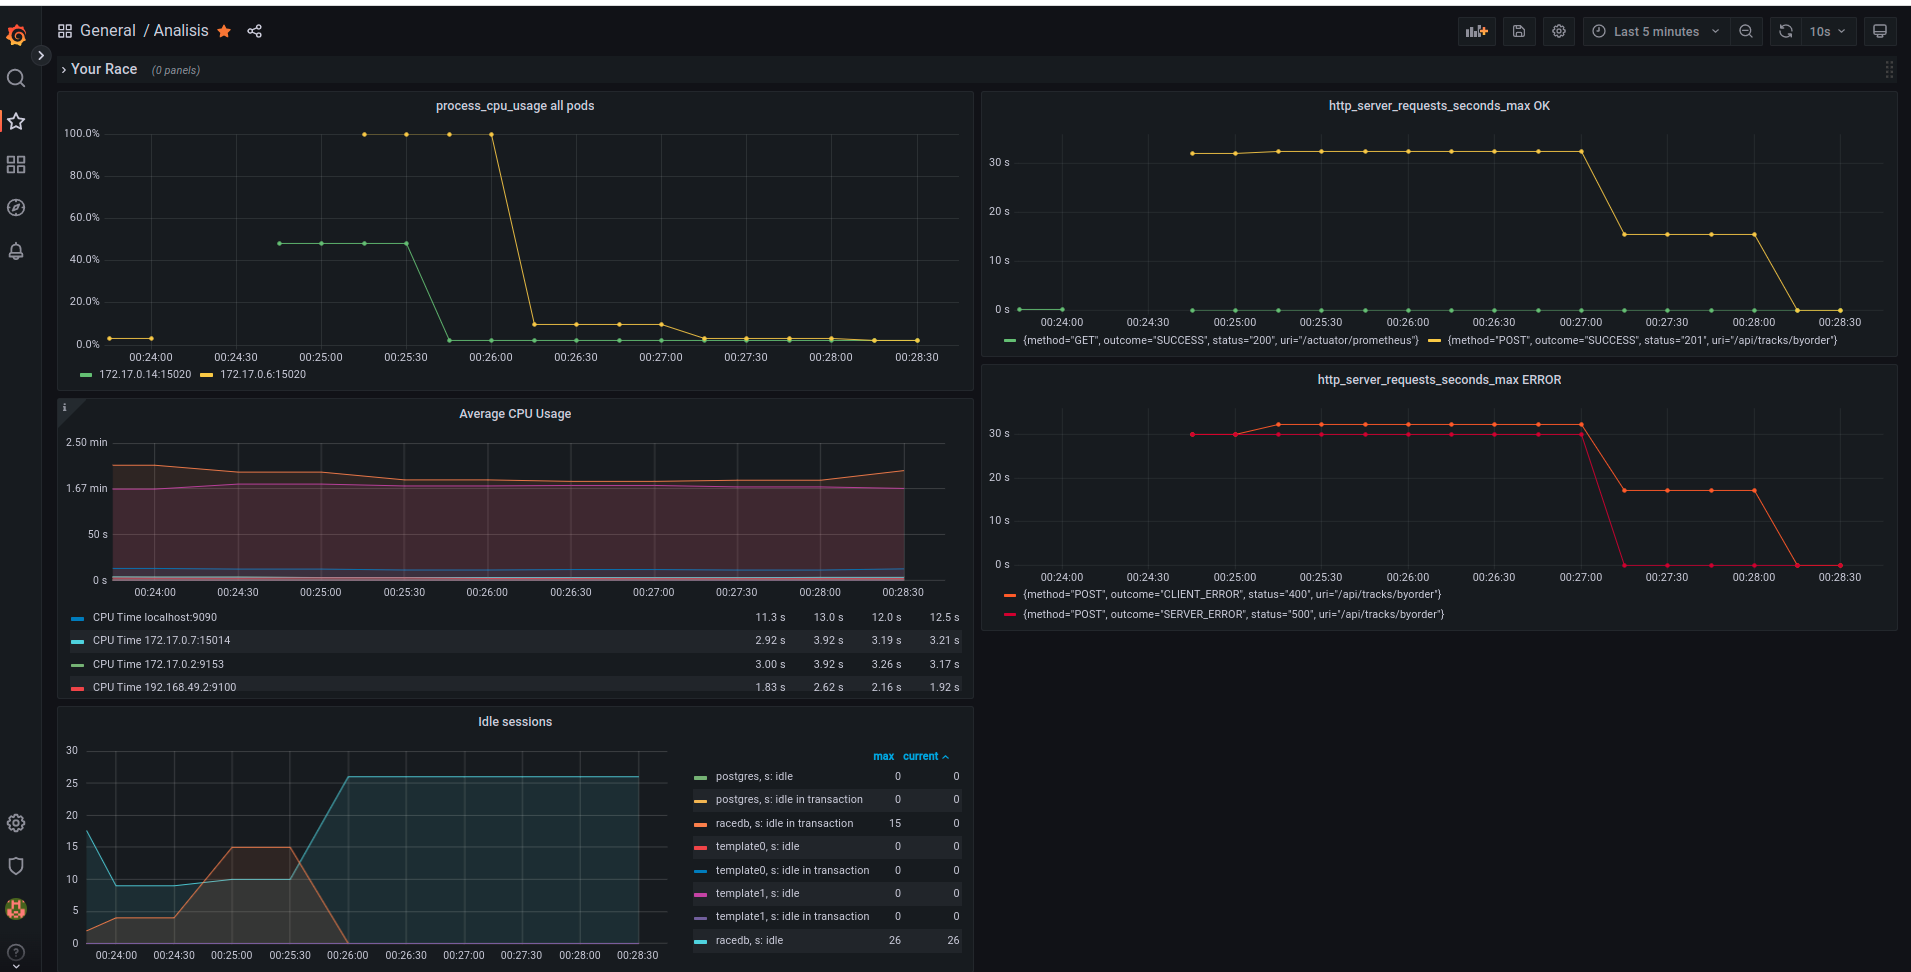 General / Analisis
Last 5 minutes
10s
Your Race (0 panels)
process_cpu_usage all pods
100.0%
80.0%
60.0%
40.0%
20.0%
0.0%
00:24:00 00:24:30 00:25:00 00:25:30 00:26:00 00:26:30 00:27:00 00:27:30 00:28:00 00:28:30
172.17.0.14:15020 172.17.0.6:15020
http_server_requests_seconds_max OK
30 s
20 s
10 s
0 s
00:24:00 00:24:30 00:25:00 00:25:30 00:26:00 00:26:30 00:27:00 00:27:30 00:28:00 00:28:30
{method="GET", outcome="SUCCESS", status="200", uri="/actuator/prometheus"} {method="POST", outcome="SUCCESS", status="201", uri="/api/tracks/byorder"}
http_server_requests_seconds_max ERROR
30 s
20 s
10 s
0 s
00:24:00 00:24:30 00:25:00 00:25:30 00:26:00 00:26:30 00:27:00 00:27:30 00:28:00 00:28:30
{method="POST", outcome="CLIENT_ERROR", status="400", uri="/api/tracks/byorder"}
{method="POST", outcome="SERVER_ERROR", status="500", uri="/api/tracks/byorder"}
i
Average CPU Usage
2.50 min
1.67 min
50 s
0 s
00:24:00 00:24:30 00:25:00 00:25:30 00:26:00 00:26:30 00:27:00 00:27:30 00:28:00 00:28:30
CPU Time localhost:9090 11.3 s 13.0 s 12.0 s 12.5 s
CPU Time 172.17.0.7:15014 2.92 s 3.92 s 3.19 s 3.21 s
CPU Time 172.17.0.2:9153 3.00 s 3.92 s 3.26 s 3.17 s
CPU Time 192.168.49.2:9100 1.83 s 2.62 s 2.16 s 1.92 s
Idle sessions
30
25
20
15
10
5
0
00:24:00 00:24:30 00:25:00 00:25:30 00:26:00 00:26:30 00:27:00 00:27:30 00:28:00 00:28:30
max current
postgres, s: idle 0 0
postgres, s: idle in transaction 0 0
racedb, s: idle in transaction 15 0
template0, s: idle 0 0
template0, s: idle in transaction 0 0
template1, s: idle 0 0
template1, s: idle in transaction 0 0
racedb, s: idle 26 26